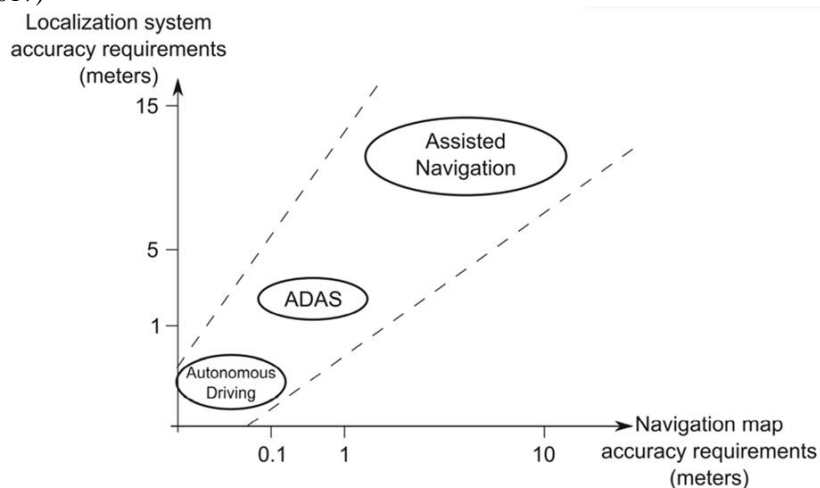 Localization system
accuracy requirements
(meters)
15
Assisted
Navigation
5
ADAS
1
Autonomous
Driving
0.1
1
10
Navigation map
accuracy requirements
(meters)